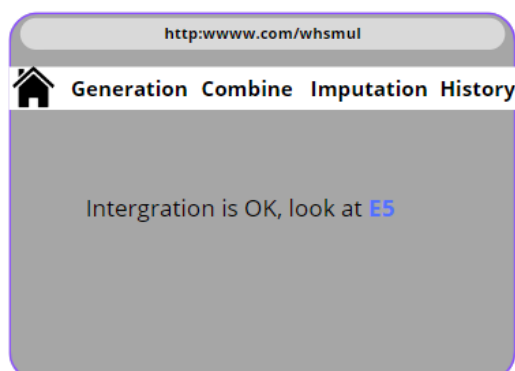 http:wwww.com/whsmul
Generation Combine Imputation History
Intergration is OK, look at E5